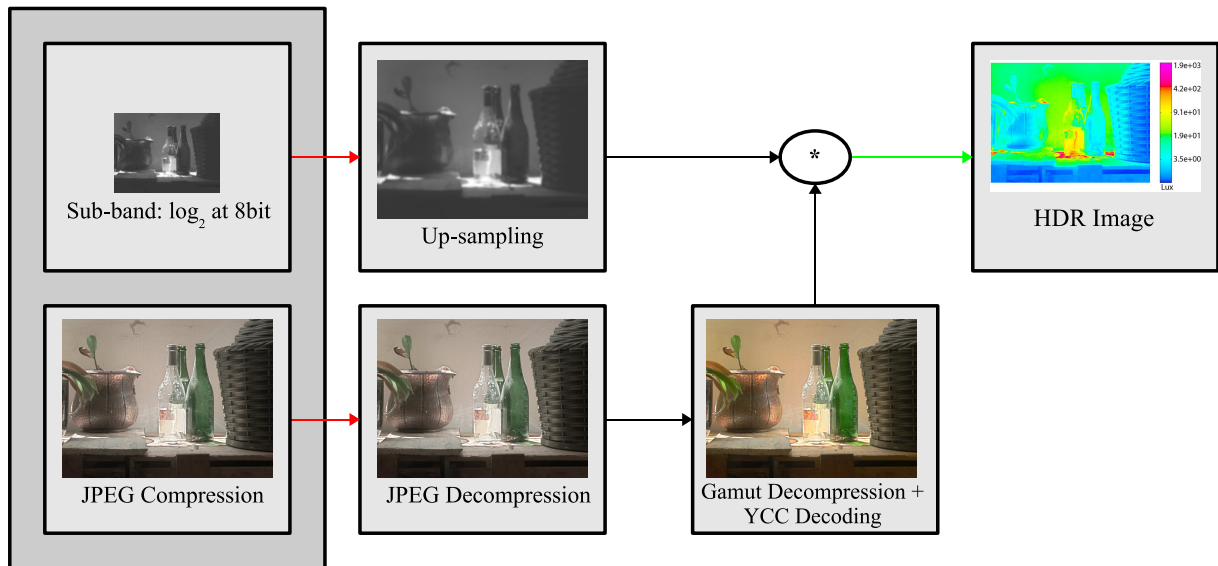 Sub-band: log2 at 8bit
Up-sampling
*
1.9e+03
4.2e+02
9.1e+01
1.9e+01
3.5e+00
Lux
HDR Image
JPEG Compression
JPEG Decompression
Gamut Decompression +
YCC Decoding